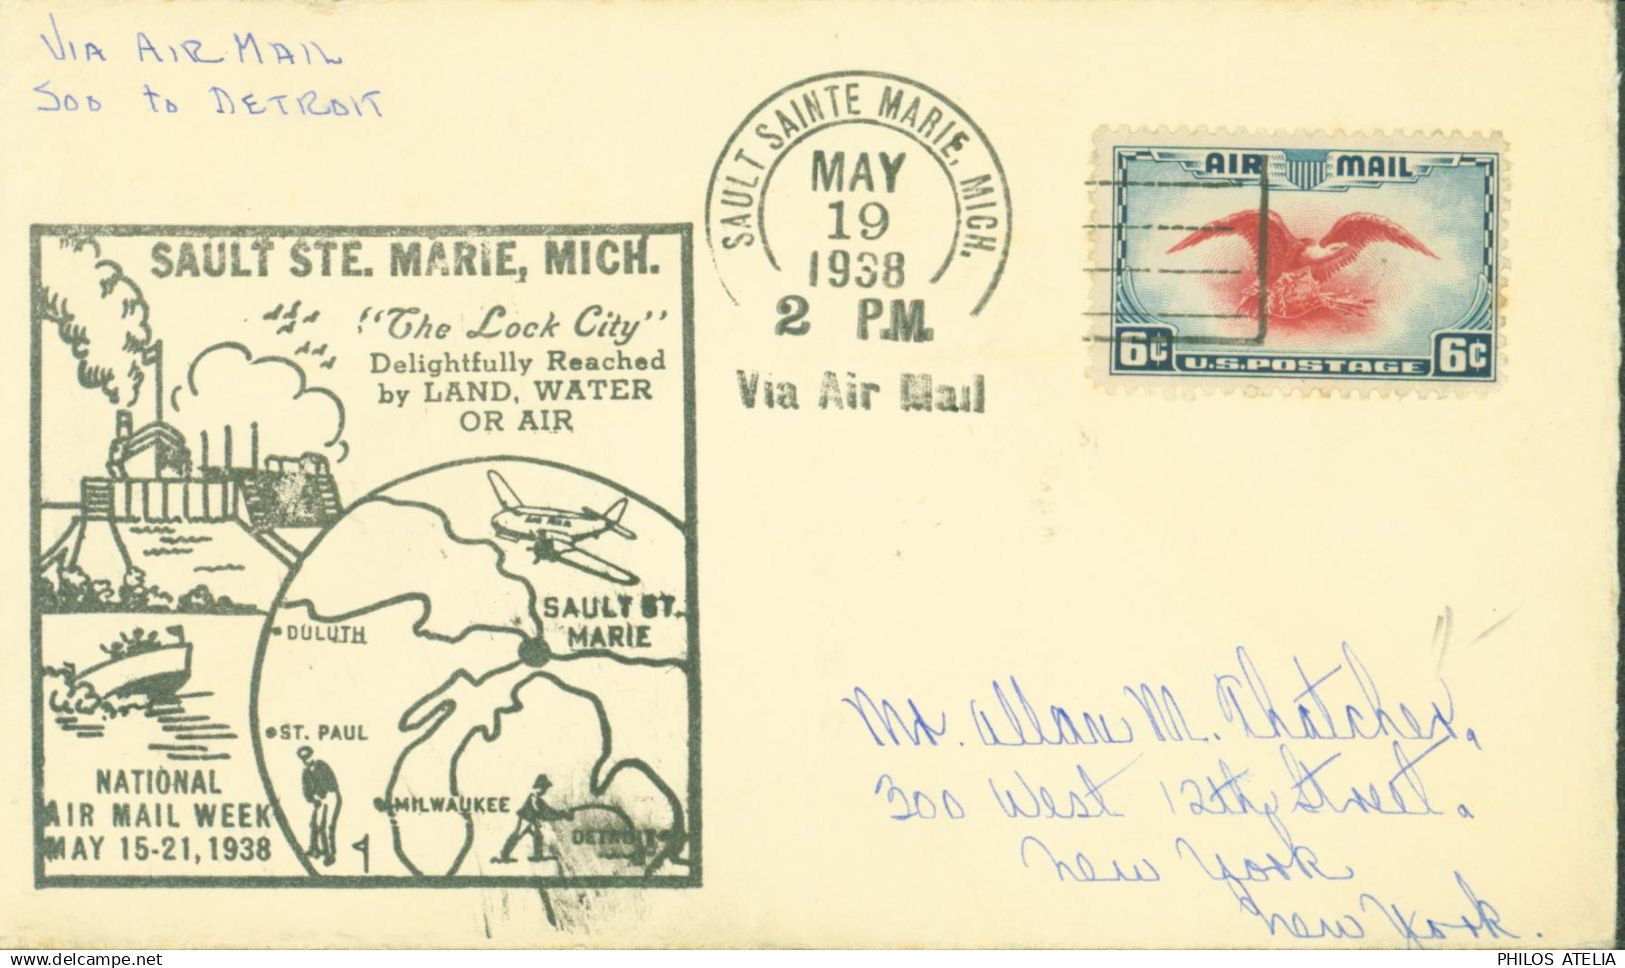 VIA AIR MAIL
SOO to DETROIT
SAULT SAINTE MARIE, MICH.
MAY
19
1938
2 P.M.
Via Air Mail
AIR MAIL
6¢ U.S. POSTAGE 6¢
SAULT STE. MARIE, MICH.
"The Lock City"
Delightfully Reached
by LAND, WATER
OR AIR
AIR MAIL
SAULT ST.
MARIE
DULUTH
ST. PAUL
MILWAUKEE
DETROIT
NATIONAL
AIR MAIL WEEK
MAY 15-21, 1938
Mr. Allan M. Thatcher,
300 West 12th Street.
New York
New York.
PHILOS ATELIA